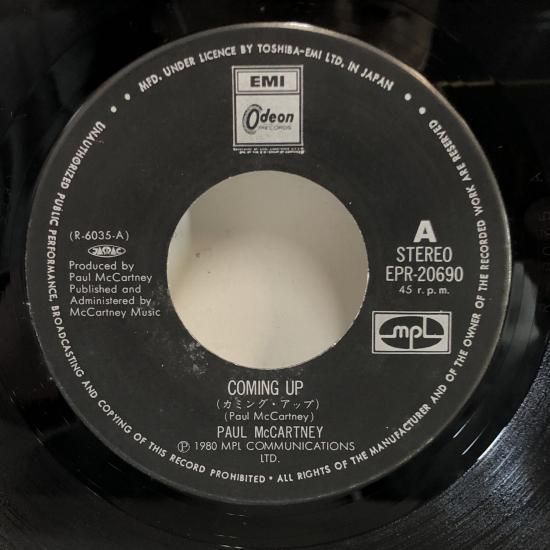 • MFD. UNDER LICENCE BY TOSHIBA-EMI LTD. IN JAPAN •
EMI
Odeon
RECORDS
(R-6035-A)
JASRAC
Produced by
Paul McCartney
Published and
Administered by
McCartney Music
A
STEREO
EPR-20690
45 r.p.m.
mpl
COMING UP
(カミング・アップ)
(Paul McCartney)
PAUL McCARTNEY
Ⓟ 1980 MPL COMMUNICATIONS
LTD.
• UNAUTHORIZED PUBLIC PERFORMANCE, BROADCASTING AND COPYING OF THIS RECORD PROHIBITED • ALL RIGHTS OF THE MANUFACTURER AND OF THE OWNER OF THE RECORDED WORK ARE RESERVED •